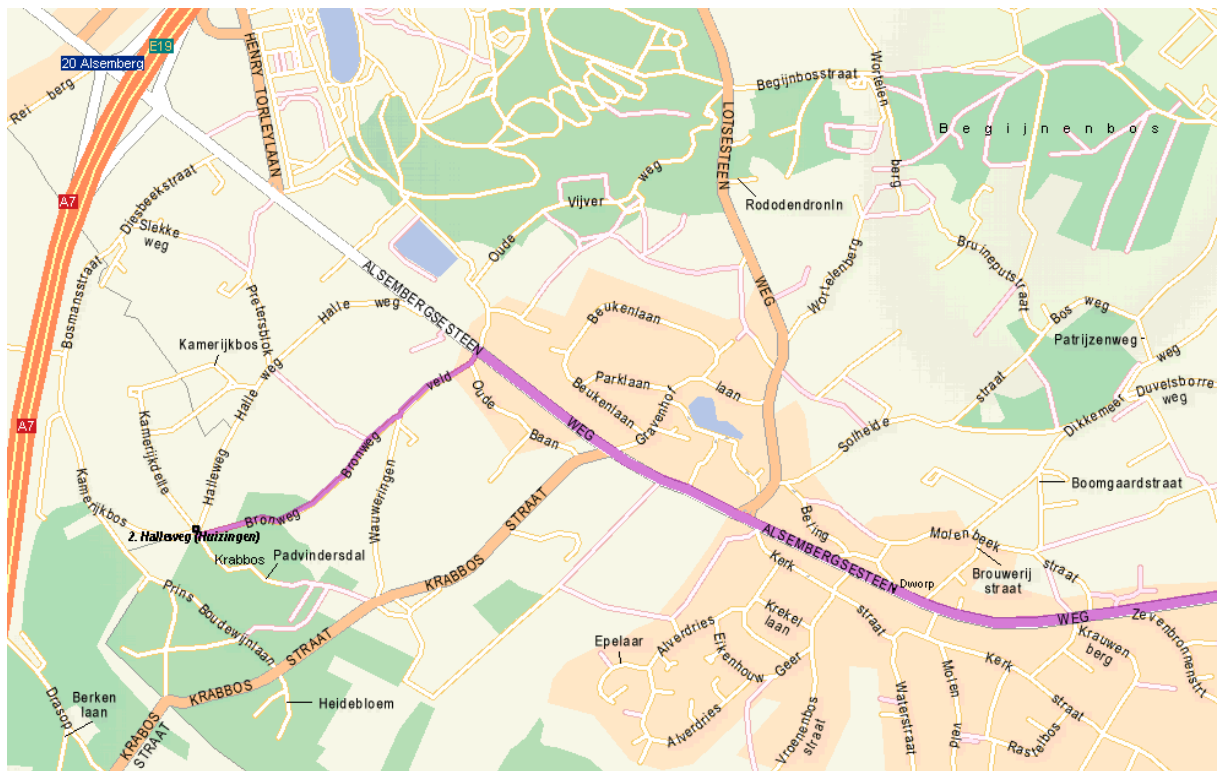 E19
20 Alsemberg
HENRY TORLEYLAAN
Rei berg
A7
Diesbeekstraat
Slekke
weg
Bosmansstraat
Pretersblok
Halle weg
ALSEMBERGSESTEEN
Oude
weg
Vijver
LOTSESTEEN
WEG
Begijnbosstraat
Wortelen
berg
Begijnenbos
Rododendronln
Wortelenberg
Bruineputstraat
Bos weg
Patrijzenweg
weg
Duvelsborre
weg
Dikkemeer
straat
Solheide
Boomgaardstraat
Beukenlaan
Parklaan
Beukenlaan
Gravenhof
laan
Kamerijkbos
Halle weg
Kamerijkdelle
Halleweg
A7
Kamerijkbos
Bronweg
Bronweg
veld
Oude
Baan
WEG
Wauweringen
2. Halleweg (Huizingen)
Krabbos
Padvindersdal
Prins Boudewijnlaan
KRABBOS
STRAAT
KRABBOS
STRAAT
KRABBOS
STRAAT
Berken
laan
Drasop
Heidebloem
Beling
ALSEMBERGSESTEEN
WEG
Dworp
Molenbeek
straat
Brouwerij
straat
Kerk
straat
Krekel
laan
Alverdries
Epelaar
Eikenhouw
Geer
Alverdries
Vroenenbos
straat
Waterstraat
Molen
veld
Kerk
straat
Rastelbos
Krauwen
berg
Zevenbronnenstrt